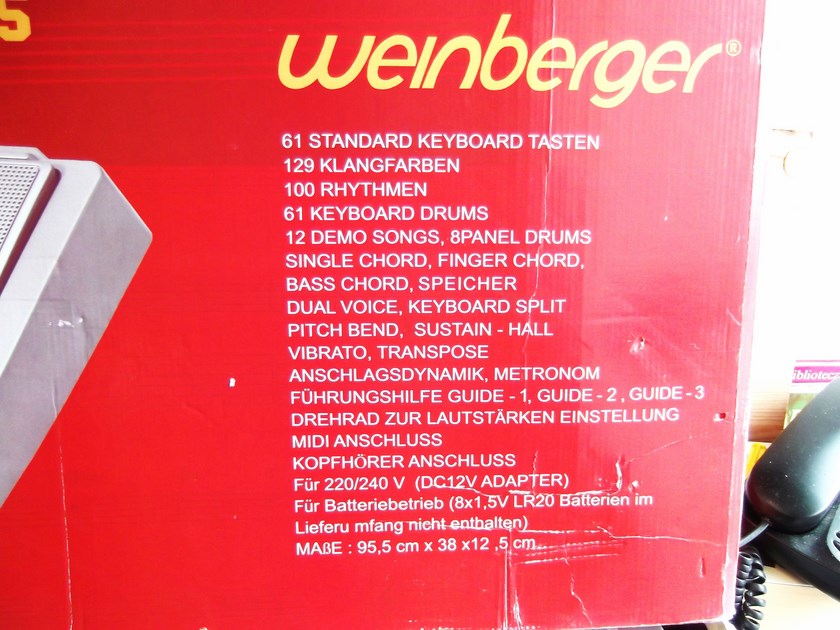 5
weinberger®
61 STANDARD KEYBOARD TASTEN
129 KLANGFARBEN
100 RHYTHMEN
61 KEYBOARD DRUMS
12 DEMO SONGS, 8PANEL DRUMS
SINGLE CHORD, FINGER CHORD,
BASS CHORD, SPEICHER
DUAL VOICE, KEYBOARD SPLIT
PITCH BEND, SUSTAIN - HALL
VIBRATO, TRANSPOSE
ANSCHLAGSDYNAMIK, METRONOM
FÜHRUNGSHILFE GUIDE - 1, GUIDE - 2 , GUIDE - 3
DREHRAD ZUR LAUTSTÄRKEN EINSTELLUNG
MIDI ANSCHLUSS
KOPFHÖRER ANSCHLUSS
Für 220/240 V (DC12V ADAPTER)
Für Batteriebetrieb (8x1,5V LR20 Batterien im
Lieferu mfang nicht enthalten)
MAßE : 95,5 cm x 38 x12 ,5 cm
ibliotecz